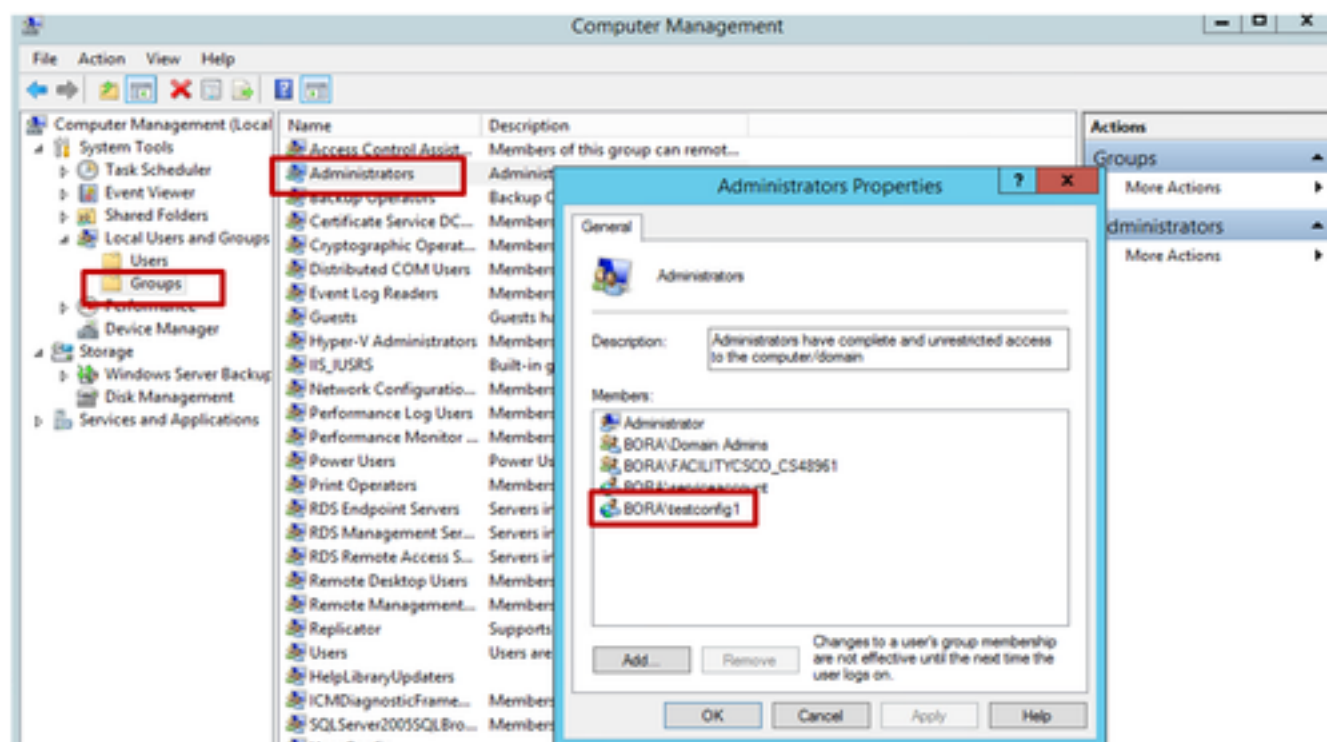 Computer Management
File Action View Help
Computer Management (Local
System Tools
Task Scheduler
Event Viewer
Shared Folders
Local Users and Groups
Users
Groups
Performance
Device Manager
Storage
Windows Server Backup
Disk Management
Services and Applications
Name Description
Access Control Assist... Members of this group can remot...
Administrators Administ
Backup Operators Backup O
Certificate Service DC... Member
Cryptographic Operat... Member
Distributed COM Users Member
Event Log Readers Member
Guests Guests ha
Hyper-V Administrators Member
IIS_IUSRS Built-in g
Network Configuratio... Member
Performance Log Users Member
Performance Monitor ... Member
Power Users Power Us
Print Operators Member
RDS Endpoint Servers Servers in
RDS Management Ser... Servers in
RDS Remote Access S... Servers in
Remote Desktop Users Member
Remote Management... Member
Replicator Supports
Users Users are
HelpLibraryUpdaters
ICMDiagnosticFrame... Member
SQLServer2005SQLBro... Member
Administrators Properties
? x
General
Administrators
Description: Administrators have complete and unrestricted access
to the computer/domain
Members:
Administrator
BORA\Domain Admins
BORA\FACILITYCSCO_CS48961
BORA\serviceaccount
BORA\testconfig1
Add... Remove
Changes to a user's group membership
are not effective until the next time the
user logs on.
OK Cancel Apply Help
Actions
Groups
More Actions
dministrators
More Actions